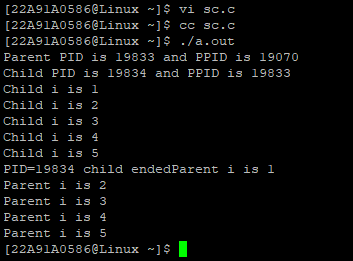 [22A91A0586@Linux ~]$ vi sc.c
[22A91A0586@Linux ~]$ cc sc.c
[22A91A0586@Linux ~]$ ./a.out
Parent PID is 19833 and PPID is 19070
Child PID is 19834 and PPID is 19833
Child i is 1
Child i is 2
Child i is 3
Child i is 4
Child i is 5
PID=19834 child endedParent i is 1
Parent i is 2
Parent i is 3
Parent i is 4
Parent i is 5
[22A91A0586@Linux ~]$